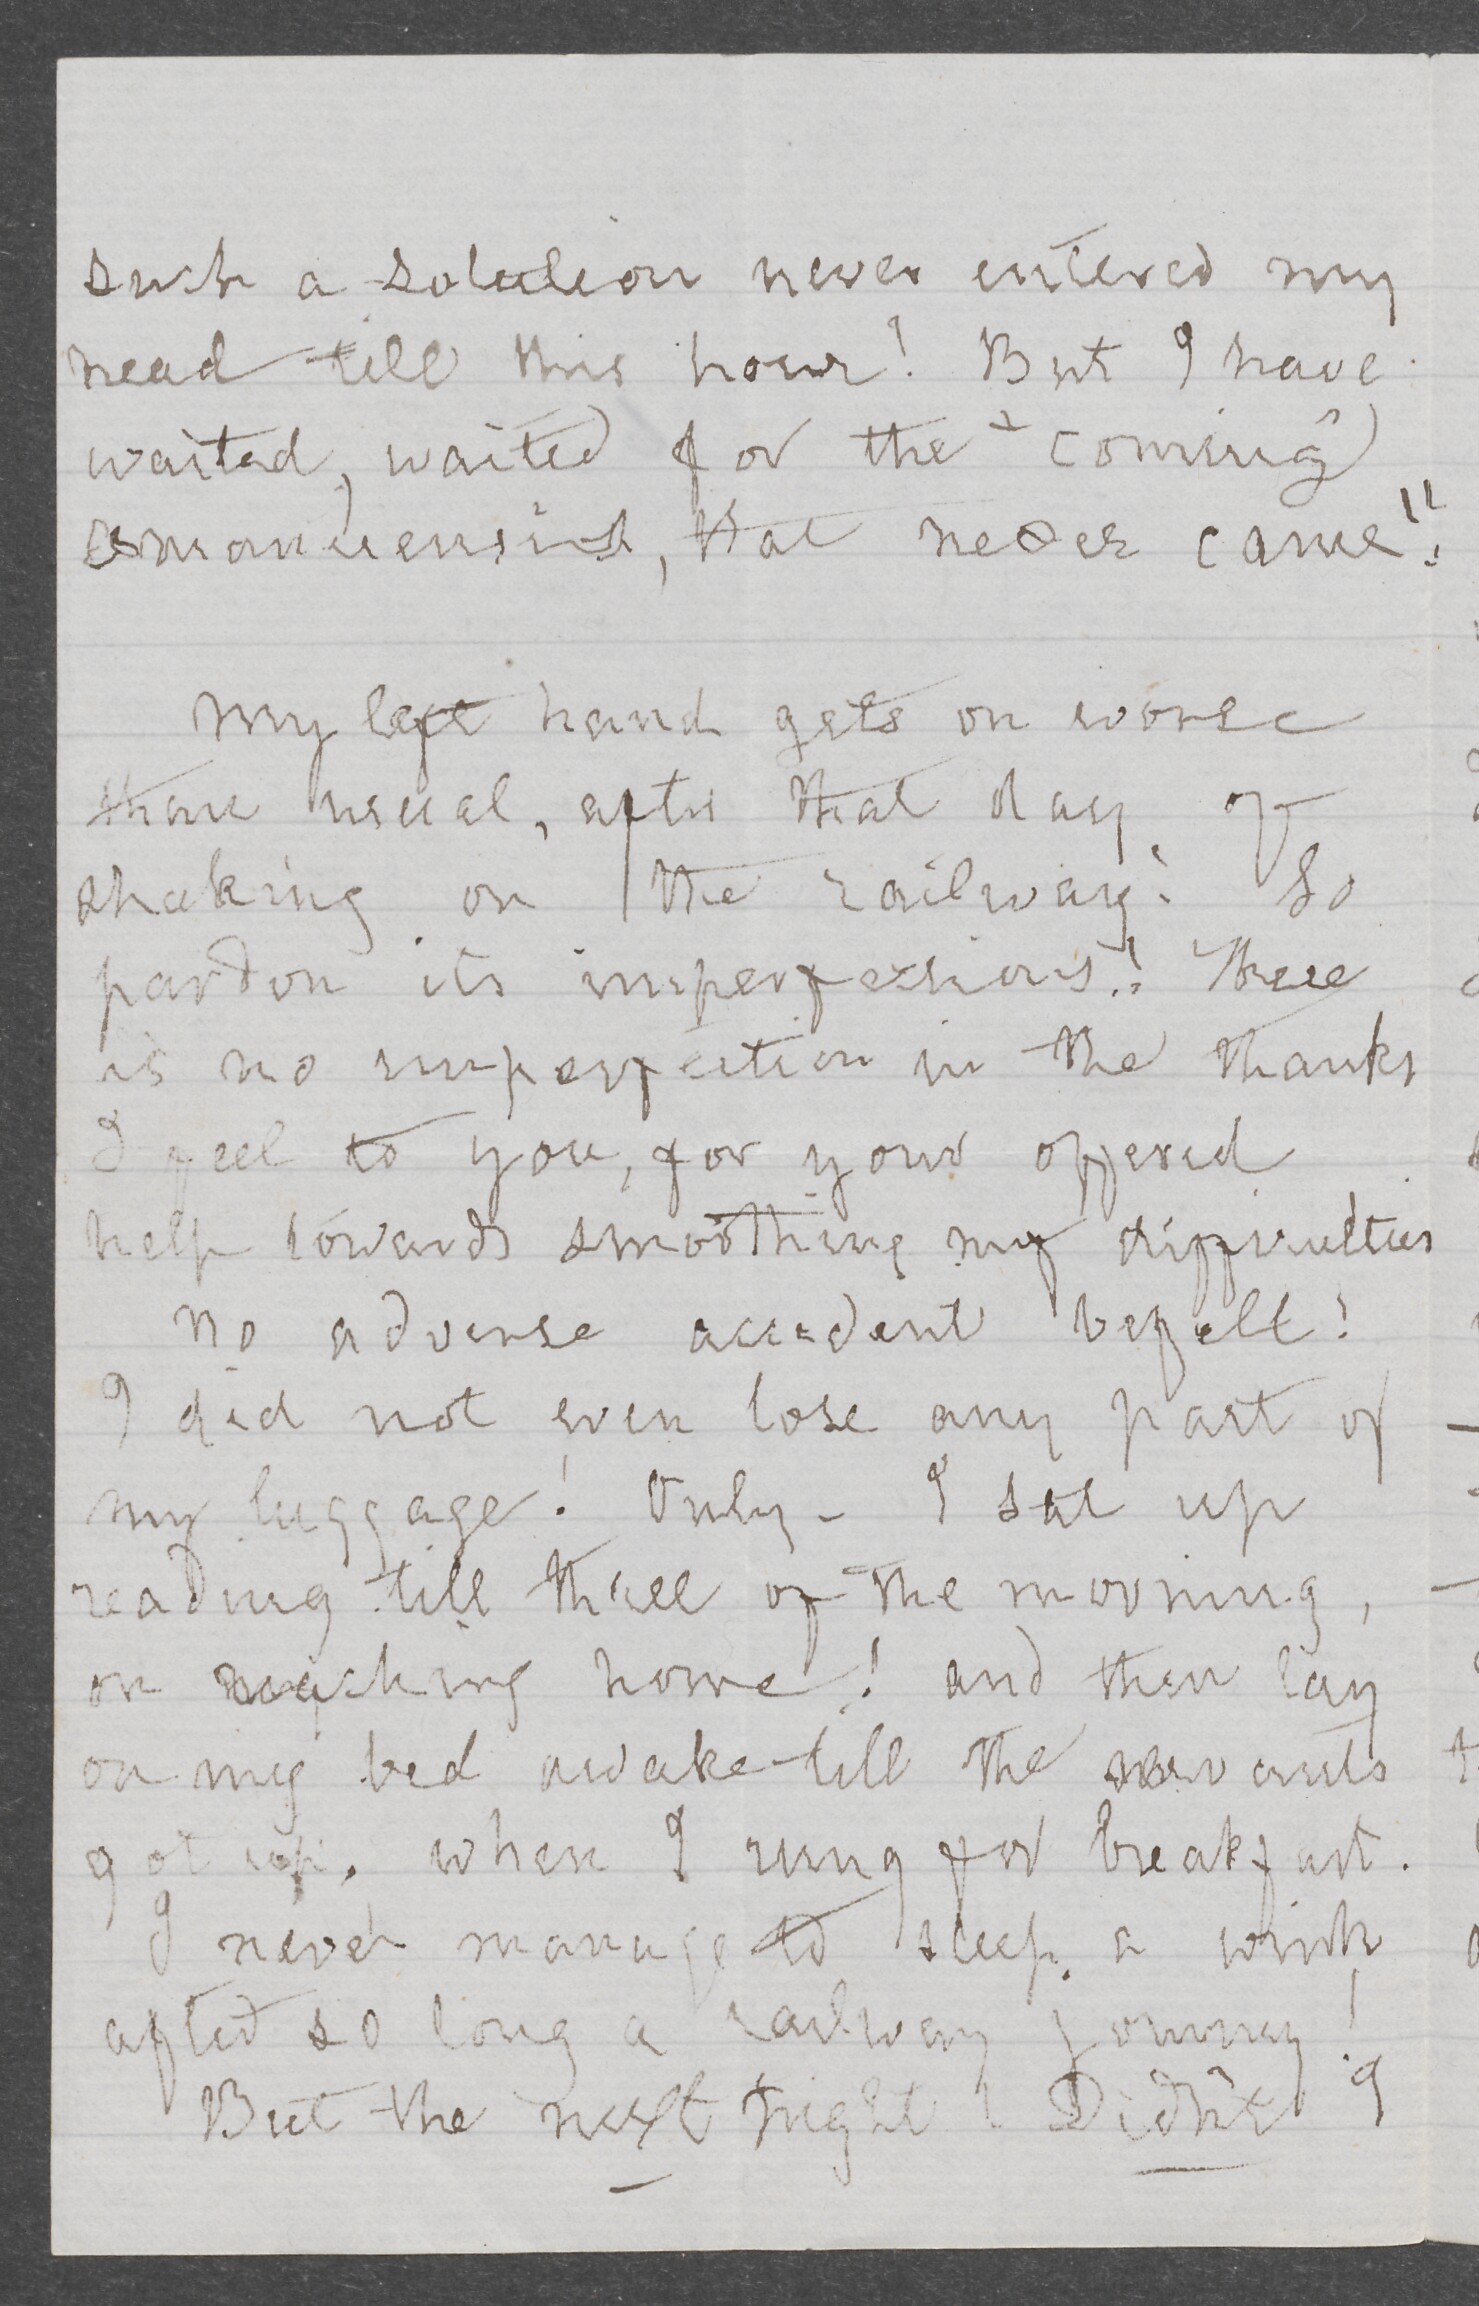 such a solution never entered my
head till this hour! But I have
waited, waited for the "coming"
amanuensis, that never came"!
My left hand gets on worse
than usual, after that day of
shaking on the railway! So
pardon its imperfections!! There
is no imperfection in the thanks
I feel to you, for your offered
help towards smoothing my difficulties
No adverse accident befell!
I did not even lose any part of
my luggage! Only - I sat up
reading till three of the morning,
on reaching home! and then lay
on my bed awake till the servants
got up. when I rung for breakfast.
I never manage to sleep a wink
after so long a railway journey!
But the next night! Didn't I